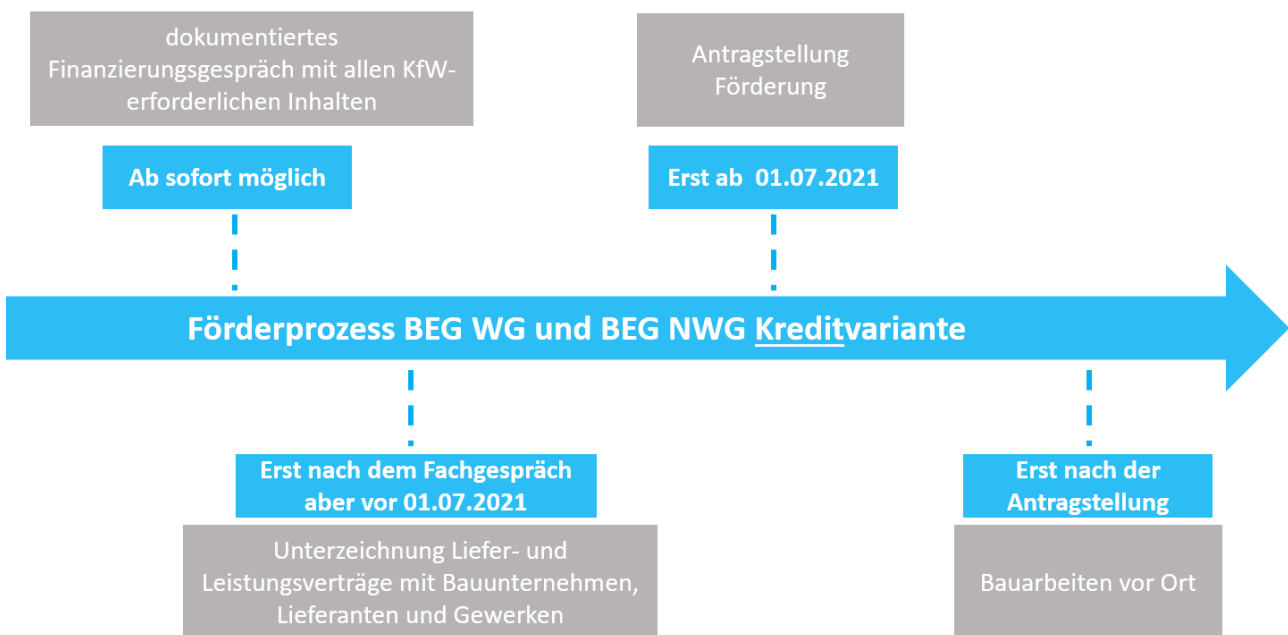 dokumentiertes
Finanzierungsgespräch mit allen KfW-
erforderlichen Inhalten
Ab sofort möglich
Antragstellung
Förderung
Erst ab 01.07.2021
Förderprozess BEG WG und BEG NWG Kreditvariante
Erst nach dem Fachgespräch
aber vor 01.07.2021
Unterzeichnung Liefer- und
Leistungsverträge mit Bauunternehmen,
Lieferanten und Gewerken
Erst nach der
Antragstellung
Bauarbeiten vor Ort